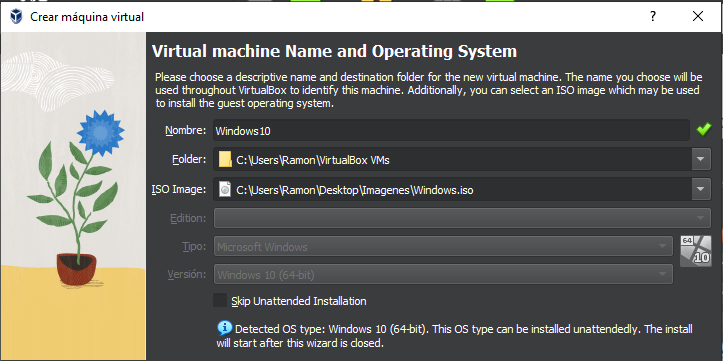 Crear máquina virtual
Virtual machine Name and Operating System
Please choose a descriptive name and destination folder for the new virtual machine. The name you choose will be
used throughout VirtualBox to identify this machine. Additionally, you can select an ISO image which may be used
to install the guest operating system.
Nombre: Windows10
Folder: C:\Users\Ramon\VirtualBox VMs
ISO Image: C:\Users\Ramon\Desktop\Imagenes\Windows.iso
Edition:
Tipo: Microsoft Windows
64
10
Versión: Windows 10 (64-bit)
Skip Unattended Installation
Detected OS type: Windows 10 (64-bit). This OS type can be installed unattendedly. The install
will start after this wizard is closed.